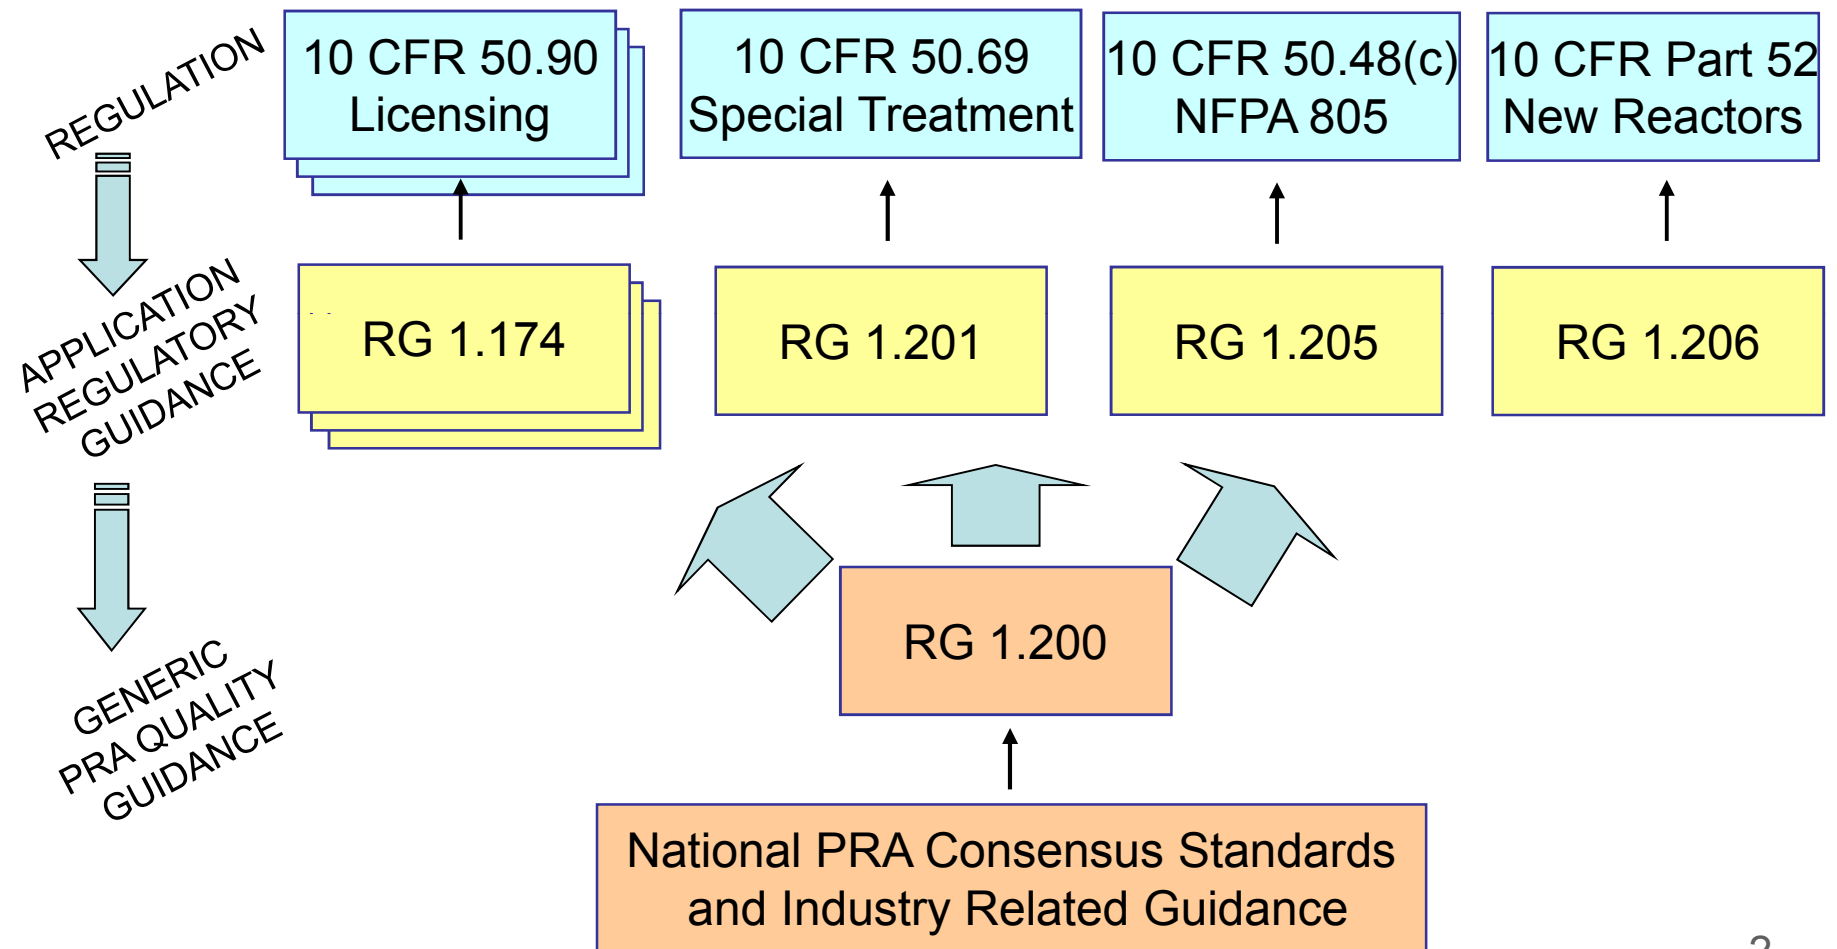 REGULATION
10 CFR 50.90
Licensing
10 CFR 50.69
Special Treatment
10 CFR 50.48(c)
NFPA 805
10 CFR Part 52
New Reactors
APPLICATION
REGULATORY
GUIDANCE
RG 1.174
RG 1.201
RG 1.205
RG 1.206
GENERIC
PRA QUALITY
GUIDANCE
RG 1.200
National PRA Consensus Standards
and Industry Related Guidance